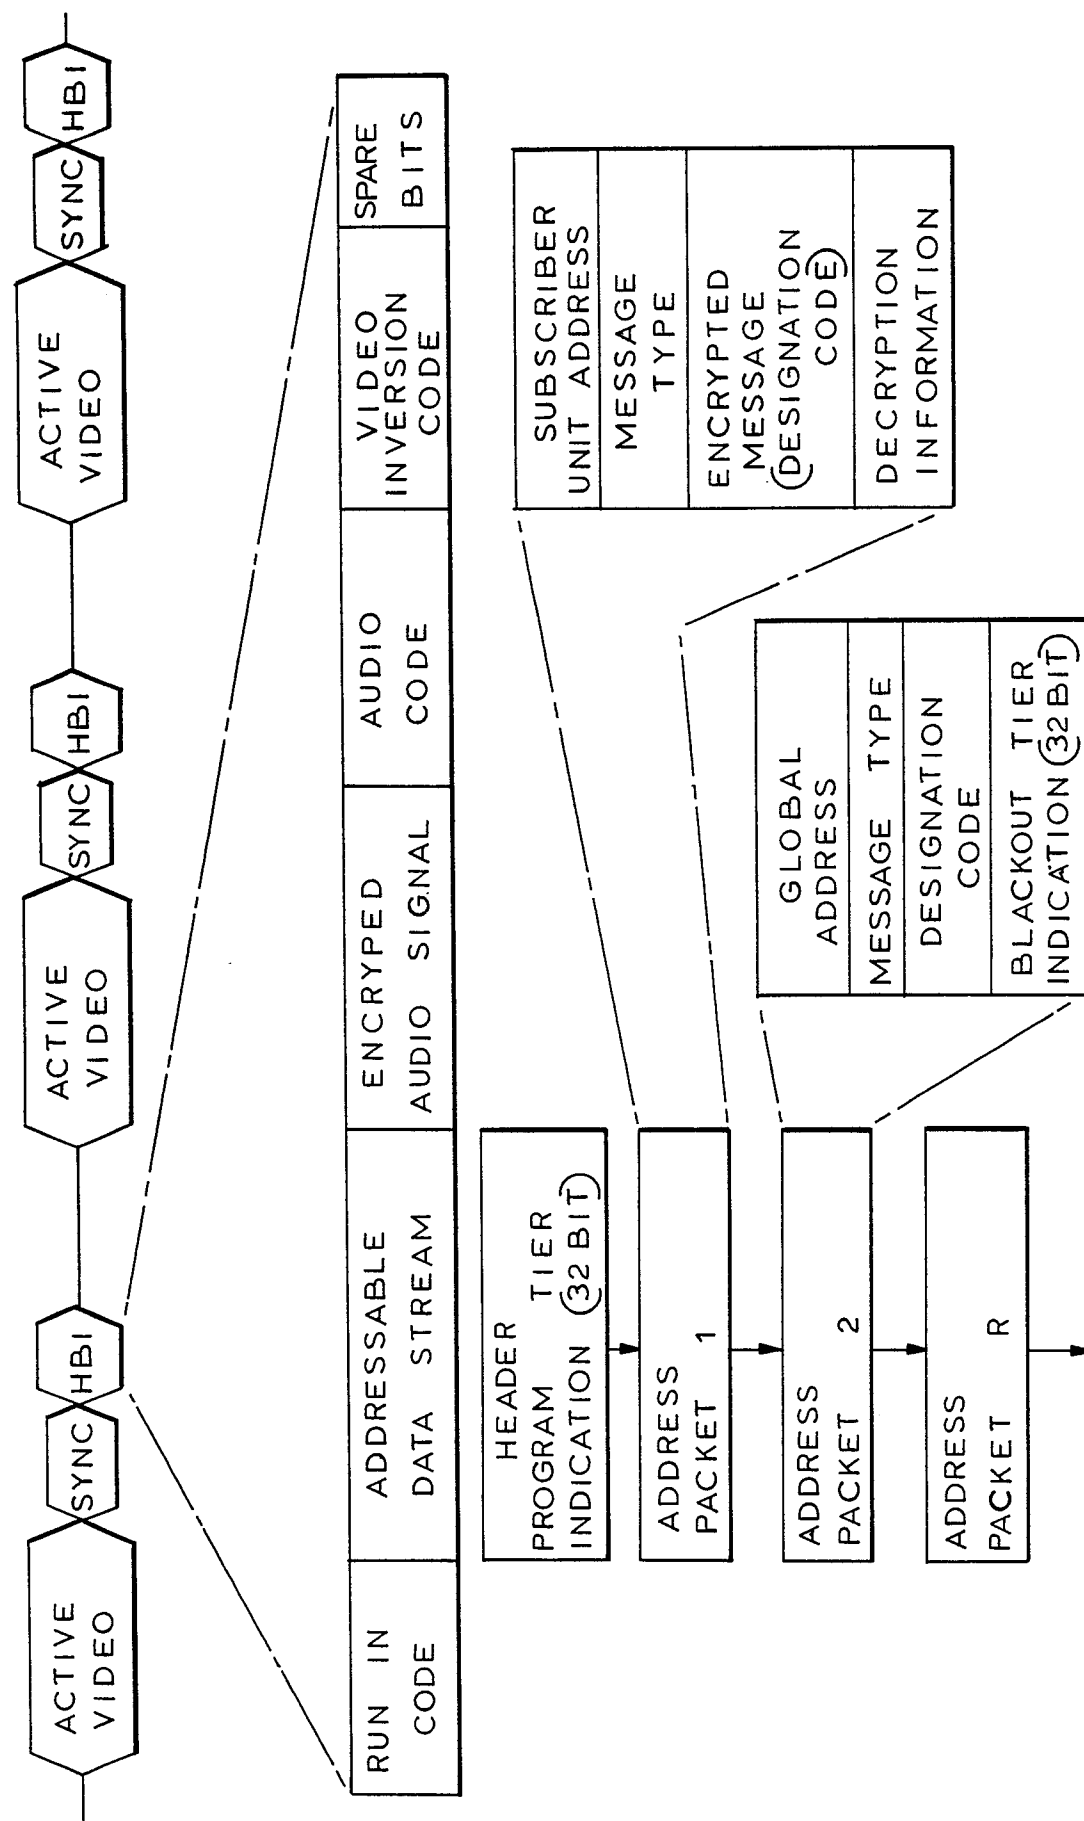 ACTIVE
VIDEO
SYNC
HBI
ACTIVE
VIDEO
SYNC
HBI
ACTIVE
VIDEO
SYNC
HBI
RUN IN
CODE
ADDRESSABLE
DATA STREAM
ENCRYPED
AUDIO SIGNAL
AUDIO
CODE
VIDEO
INVERSION
CODE
SPARE
BITS
HEADER
PROGRAM TIER
INDICATION (32 BIT)
ADDRESS
PACKET 1
ADDRESS
PACKET 2
ADDRESS
PACKET R
SUBSCRIBER
UNIT ADDRESS
MESSAGE
TYPE
ENCRYPTED
MESSAGE
(DESIGNATION
CODE)
DECRYPTION
INFORMATION
GLOBAL
ADDRESS
MESSAGE TYPE
DESIGNATION
CODE
BLACKOUT TIER
INDICATION (32 BIT)